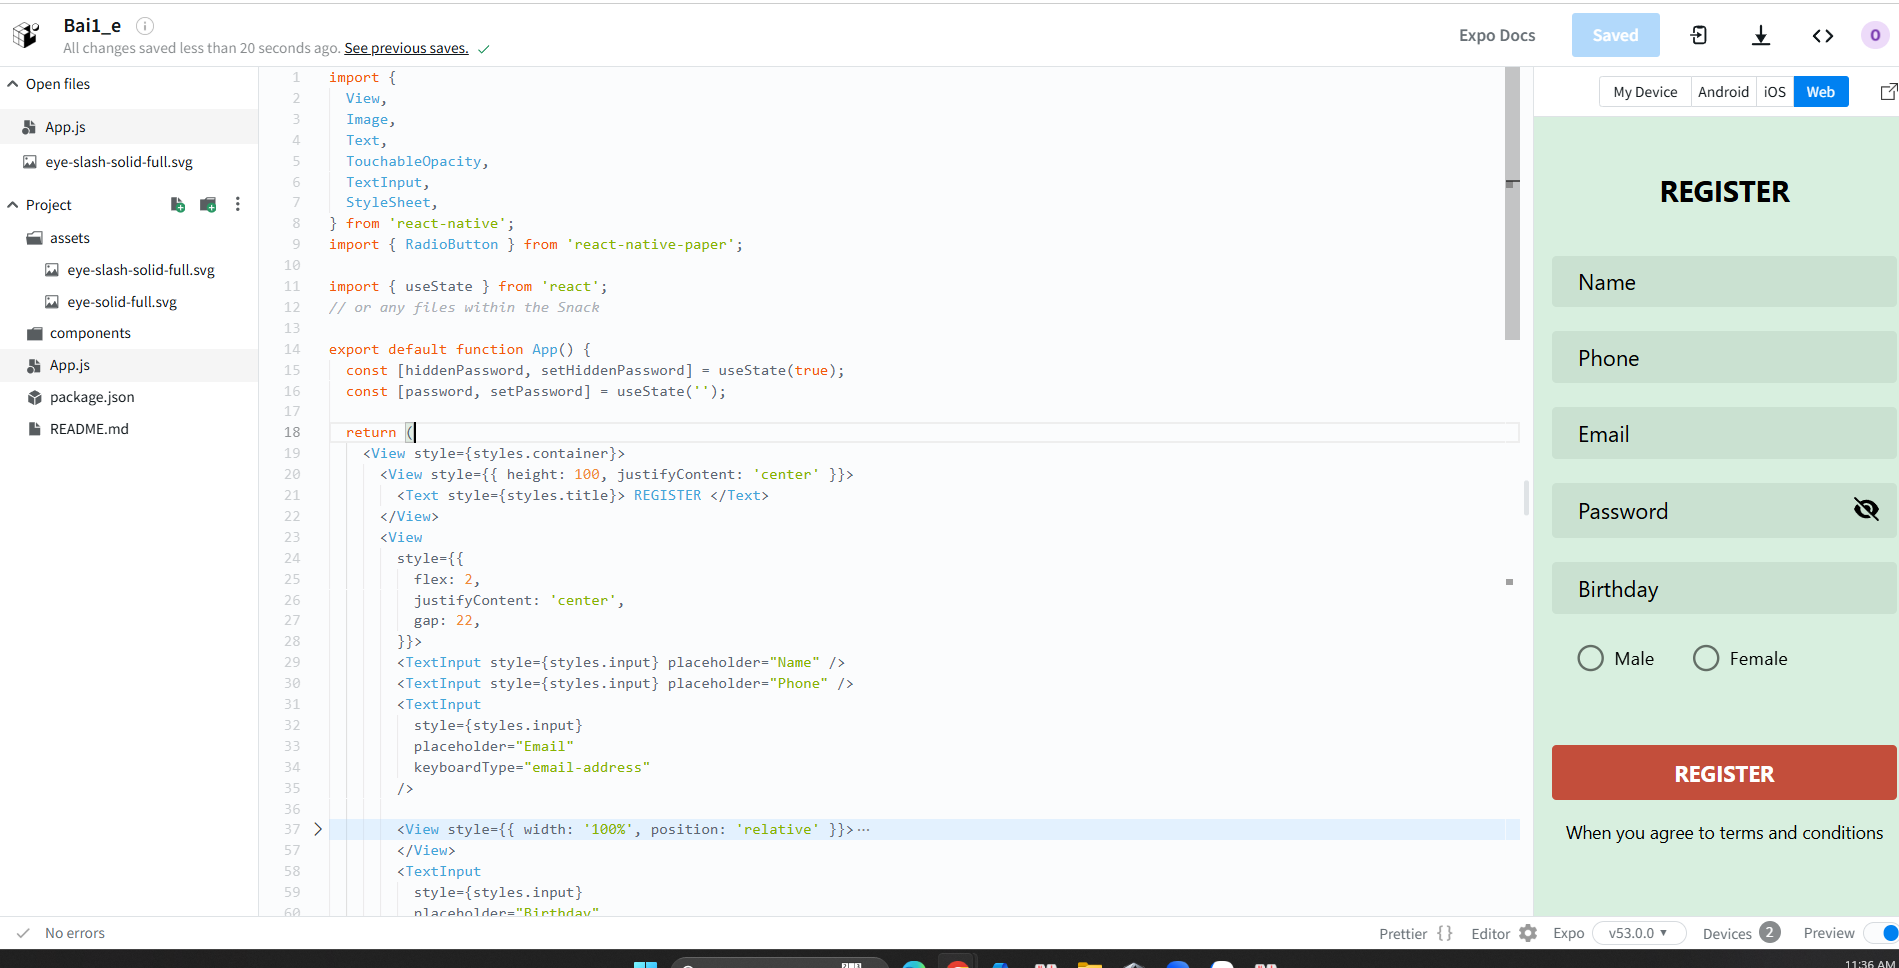 Bai1_e
All changes saved less than 20 seconds ago. See previous saves.
Expo Docs
Saved
O
Open files
App.js
eye-slash-solid-full.svg
Project
assets
eye-slash-solid-full.svg
eye-solid-full.svg
components
App.js
package.json
README.md
1 import {
2 View,
3 Image,
4 Text,
5 TouchableOpacity,
6 TextInput,
7 StyleSheet,
8 } from 'react-native';
9 import { RadioButton } from 'react-native-paper';
10
11 import { useState } from 'react';
12 // or any files within the Snack
13
14 export default function App() {
15 const [hiddenPassword, setHiddenPassword] = useState(true);
16 const [password, setPassword] = useState('');
17
18 return (
19 <View style={styles.container}>
20 <View style={{ height: 100, justifyContent: 'center' }}>
21 <Text style={styles.title}> REGISTER </Text>
22 </View>
23 <View
24 style={{
25 flex: 2,
26 justifyContent: 'center',
27 gap: 22,
28 }}>
29 <TextInput style={styles.input} placeholder="Name" />
30 <TextInput style={styles.input} placeholder="Phone" />
31 <TextInput
32 style={styles.input}
33 placeholder="Email"
34 keyboardType="email-address"
35 />
36
37 <View style={{ width: '100%', position: 'relative' }}>···
57 </View>
58 <TextInput
59 style={styles.input}
60 placeholder="Birthday"
My Device
Android
iOS
Web
REGISTER
Name
Phone
Email
Password
Birthday
Male
Female
REGISTER
When you agree to terms and conditions
No errors
Prettier {}
Editor
Expo
v53.0.0
Devices 2
Preview
11:36 AM